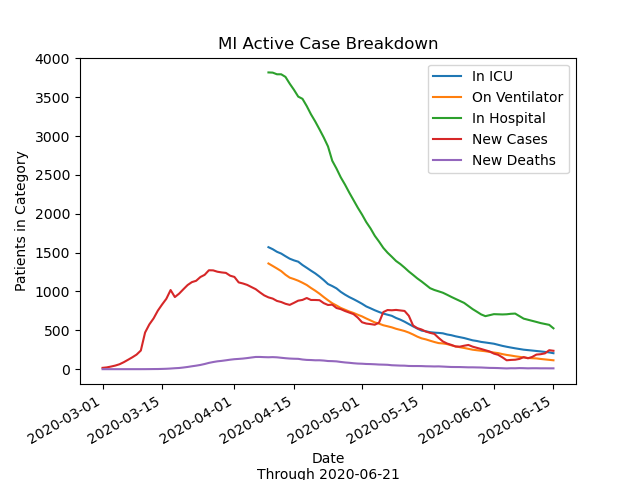 MI Active Case Breakdown
Patients in Category
4000
3500
3000
2500
2000
1500
1000
500
0
In ICU
On Ventilator
In Hospital
New Cases
New Deaths
2020-03-01
2020-03-15
2020-04-01
2020-04-15
2020-05-01
2020-05-15
2020-06-01
2020-06-15
Date
Through 2020-06-21